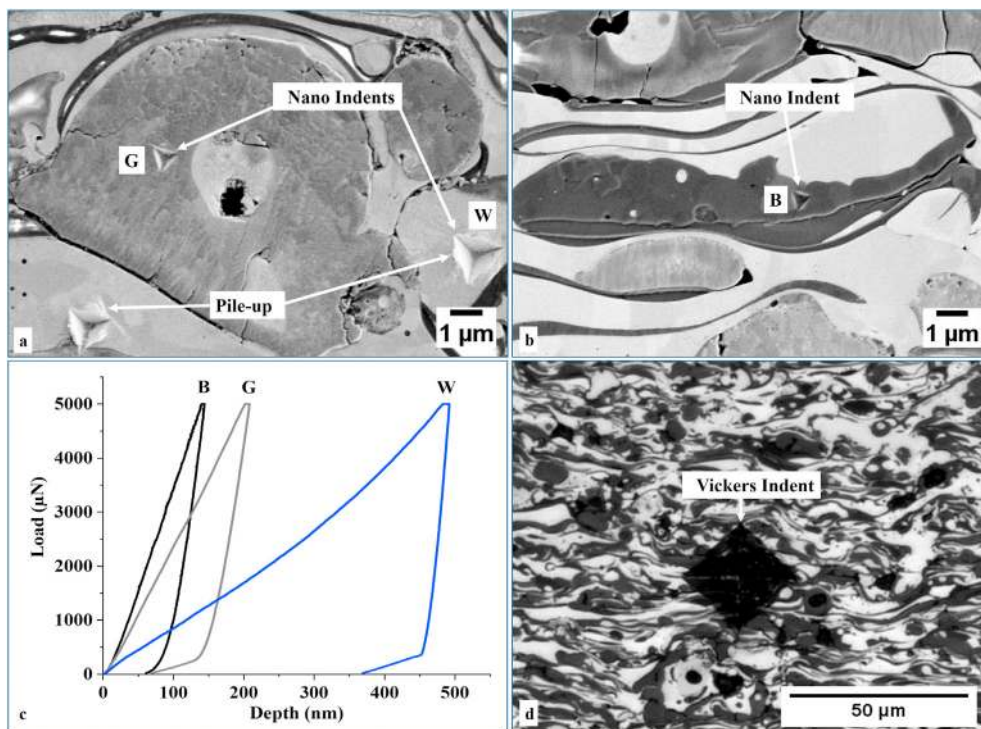 Nano Indents
G
W
Pile-up
a
1 µm
Nano Indent
B
b
1 µm
B G W
5000
4000
3000
2000
1000
0
Load (µN)
0 100 200 300 400 500
Depth (nm)
c
Vickers Indent
d
50 µm